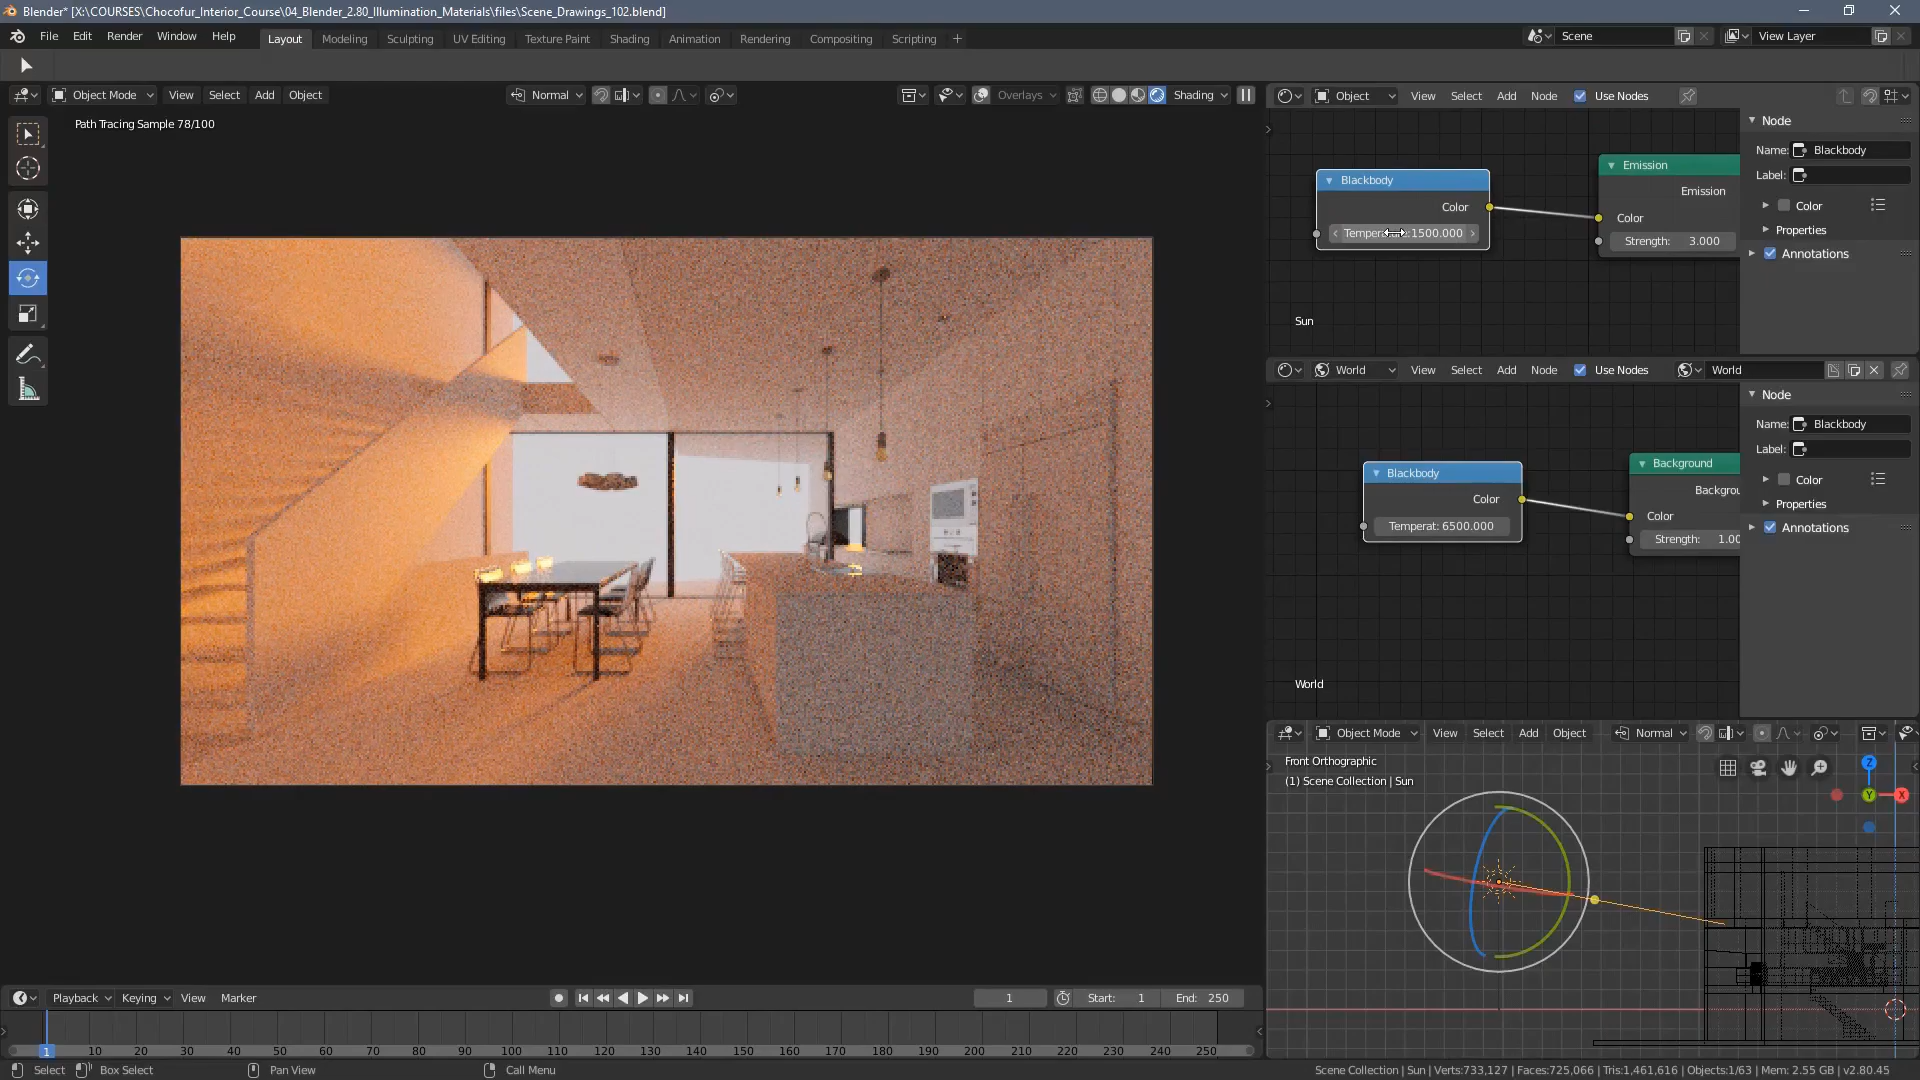 Blender* [X:\COURSES\Chocofur_Interior_Course\04_Blender_2.80_Illumination_Materials\files\Scene_Drawings_102.blend]
File Edit Render Window Help Layout Modeling Sculpting UV Editing Texture Paint Shading Animation Rendering Compositing Scripting + Scene View Layer
Object Mode View Select Add Object Normal Overlays Shading
Path Tracing Sample 78/100
Object View Select Add Node Use Nodes
Node
Name: Blackbody
Label:
Color
Properties
Annotations
Blackbody
Color
:1500.000
Emission
Emission
Color
Strength: 3.000
Sun
World View Select Add Node Use Nodes World
Node
Name: Blackbody
Label:
Color
Properties
Annotations
Blackbody
Color
Temperat: 6500.000
Background
Backgrou
Color
Strength: 1.00
World
Object Mode View Select Add Object Normal
Front Orthographic
(1) Scene Collection | Sun
Z
Y
X
Playback Keying View Marker 1 Start: 1 End: 250
1 10 20 30 40 50 60 70 80 90 100 110 120 130 140 150 160 170 180 190 200 210 220 230 240 250
Select Box Select Pan View Call Menu Scene Collection | Sun | Verts:733,127 | Faces:725,066 | Tris:1,461,616 | Objects:1/63 | Mem: 2.55 GB | v2.80.45